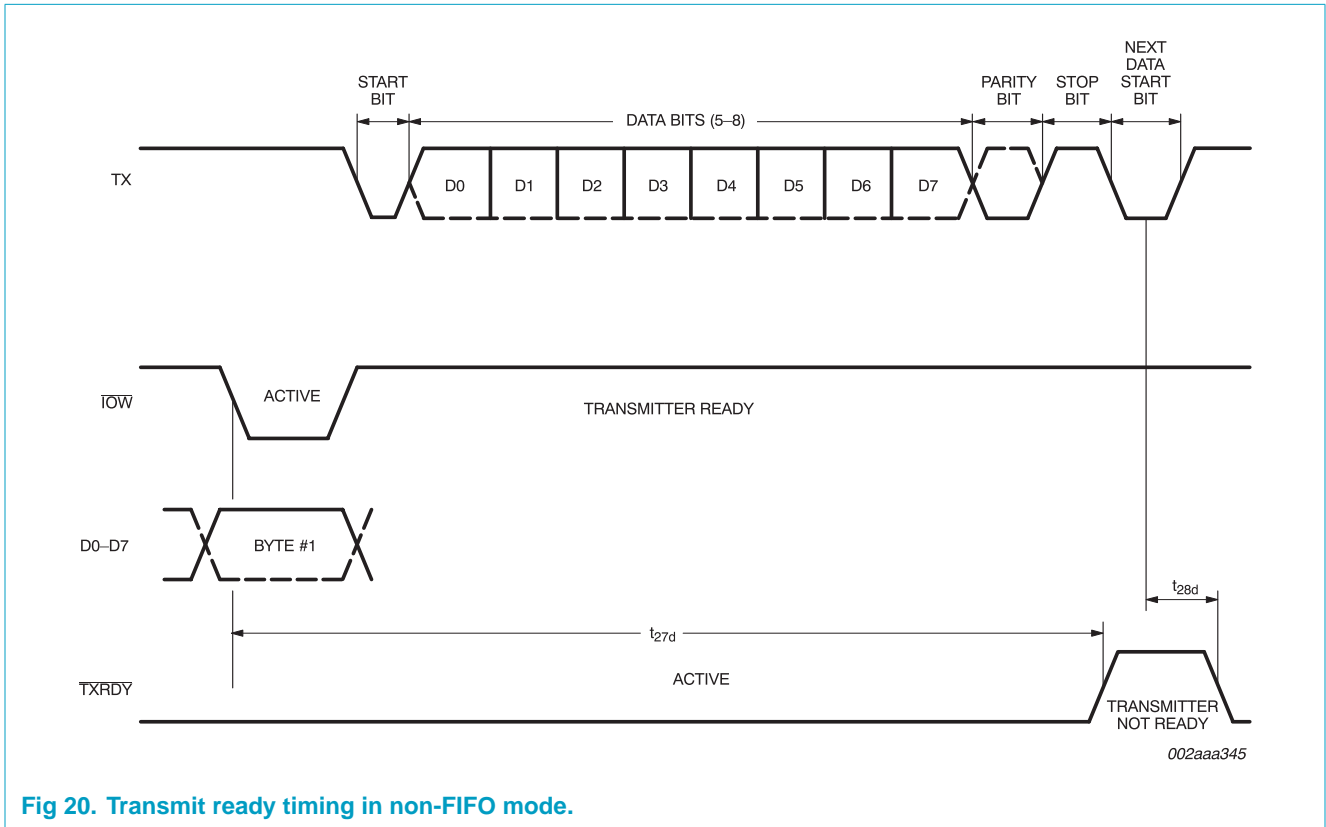 START
BIT
DATA BITS (5–8)
PARITY
BIT
STOP
BIT
NEXT
DATA
START
BIT
TX
D0
D1
D2
D3
D4
D5
D6
D7
IOW
ACTIVE
TRANSMITTER READY
D0–D7
BYTE #1
t28d
t27d
TXRDY
ACTIVE
TRANSMITTER
NOT READY
002aaa345
Fig 20. Transmit ready timing in non-FIFO mode.